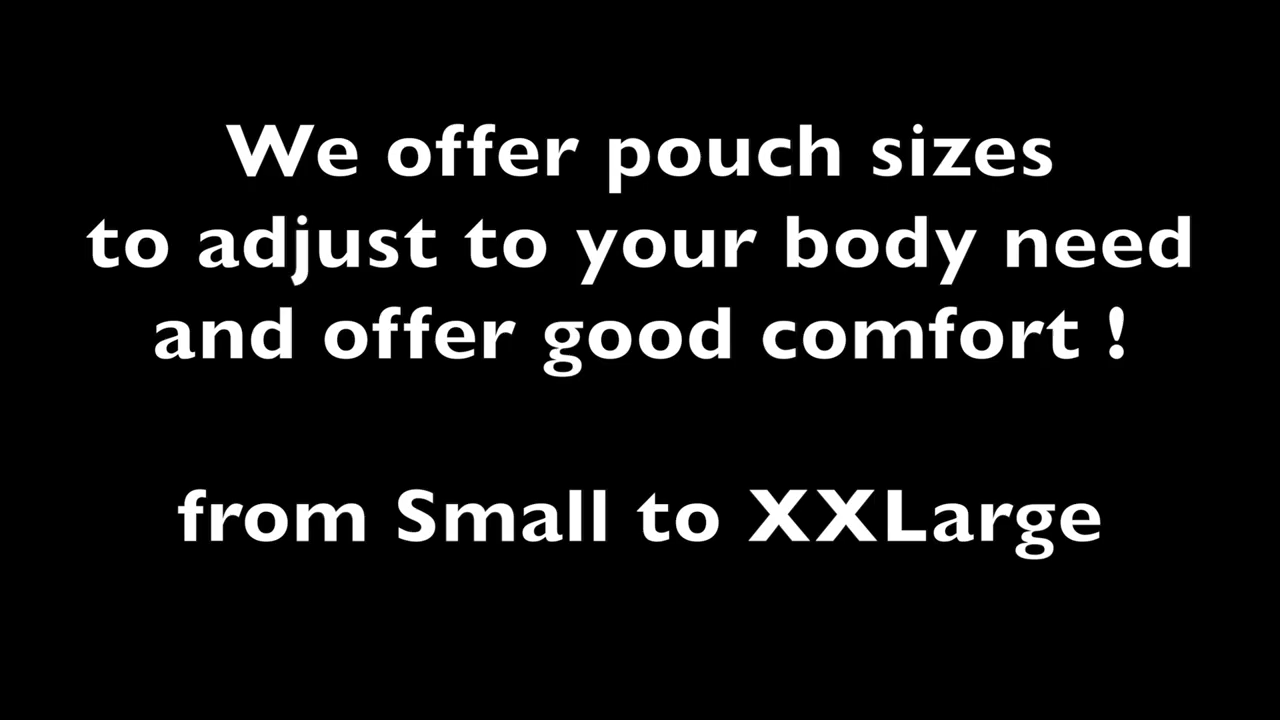 We offer pouch sizes
to adjust to your body need
and offer good comfort !
from Small to XXLarge